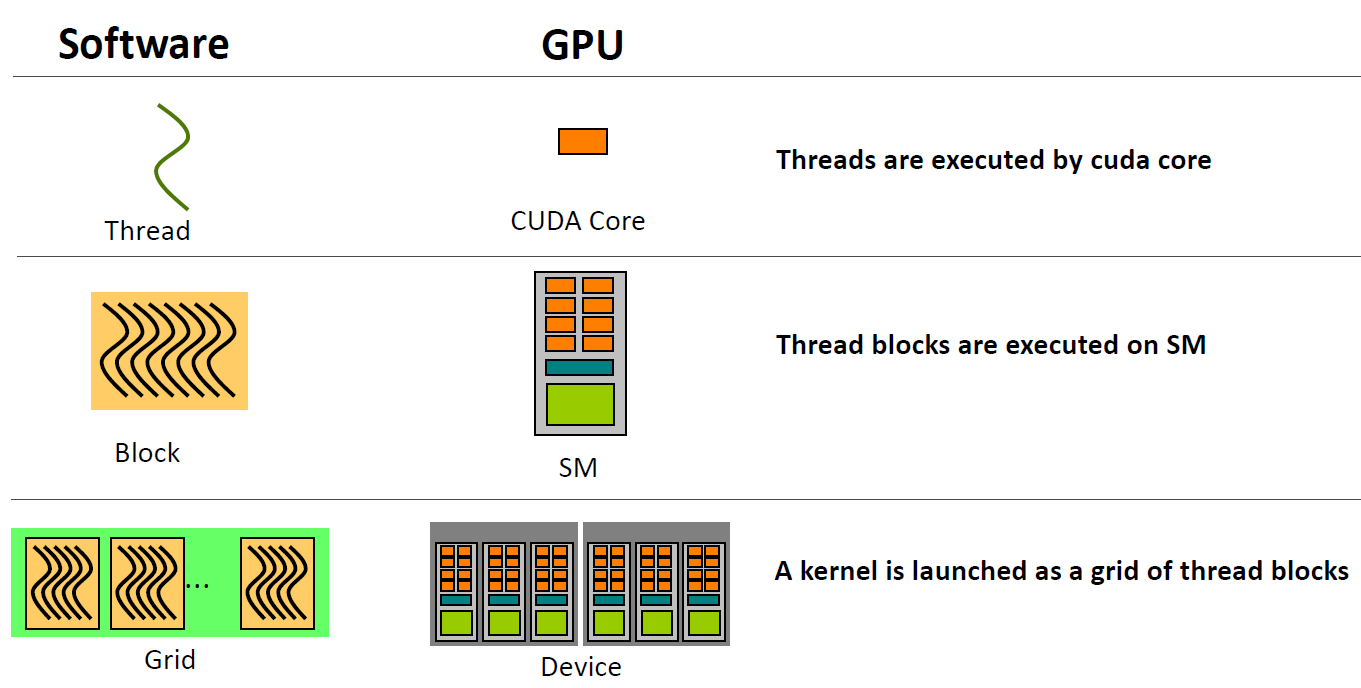 Software
GPU
Thread
CUDA Core
Threads are executed by cuda core
Block
SM
Thread blocks are executed on SM
...
Grid
Device
A kernel is launched as a grid of thread blocks